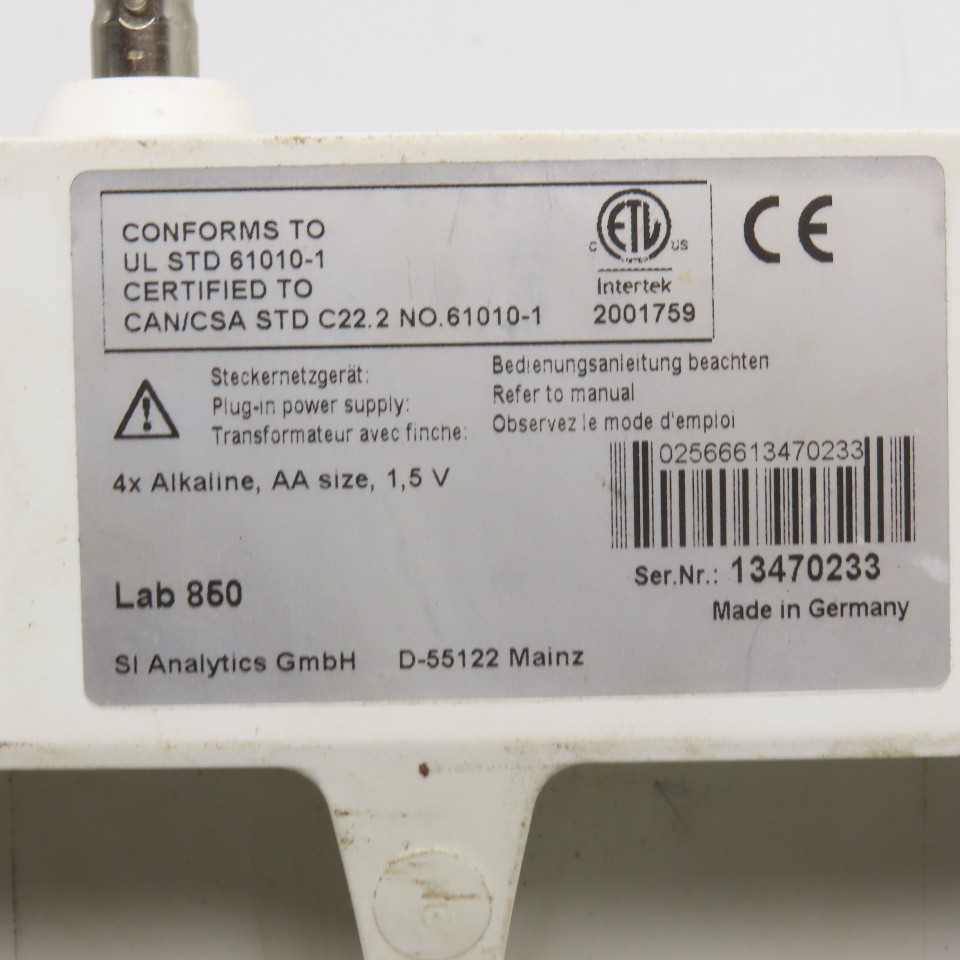 CONFORMS TO
UL STD 61010-1
CERTIFIED TO
CAN/CSA STD C22.2 NO.61010-1
C ETL US
Intertek
2001759
CE
Steckernetzgerät:
Plug-in power supply:
Transformateur avec finche:
Bedienungsanleitung beachten
Refer to manual
Observez le mode d'emploi
4x Alkaline, AA size, 1,5 V
02566613470233
Ser.Nr.: 13470233
Made in Germany
Lab 850
SI Analytics GmbH D-55122 Mainz